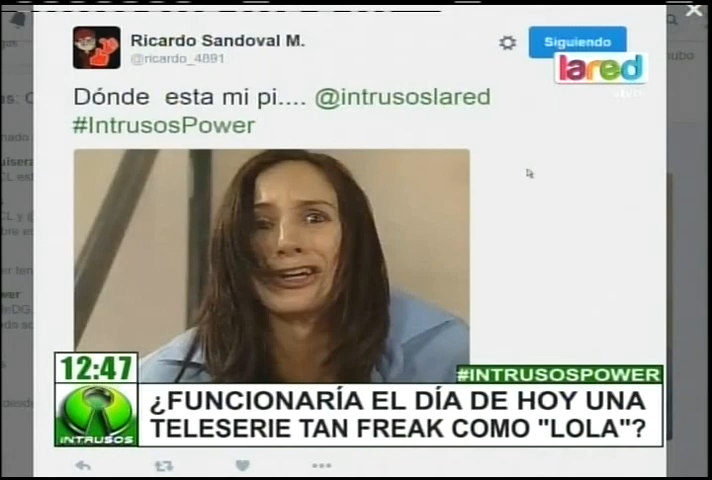 Ricardo Sandoval M.
@ricardo_4891
Siguiendo
lared
Dónde esta mi pi.... @intrusoslared
#IntrusosPower
12:47
#INTRUSOSPOWER
INTRUSOS
¿FUNCIONARÍA EL DÍA DE HOY UNA
TELESERIE TAN FREAK COMO "LOLA"?